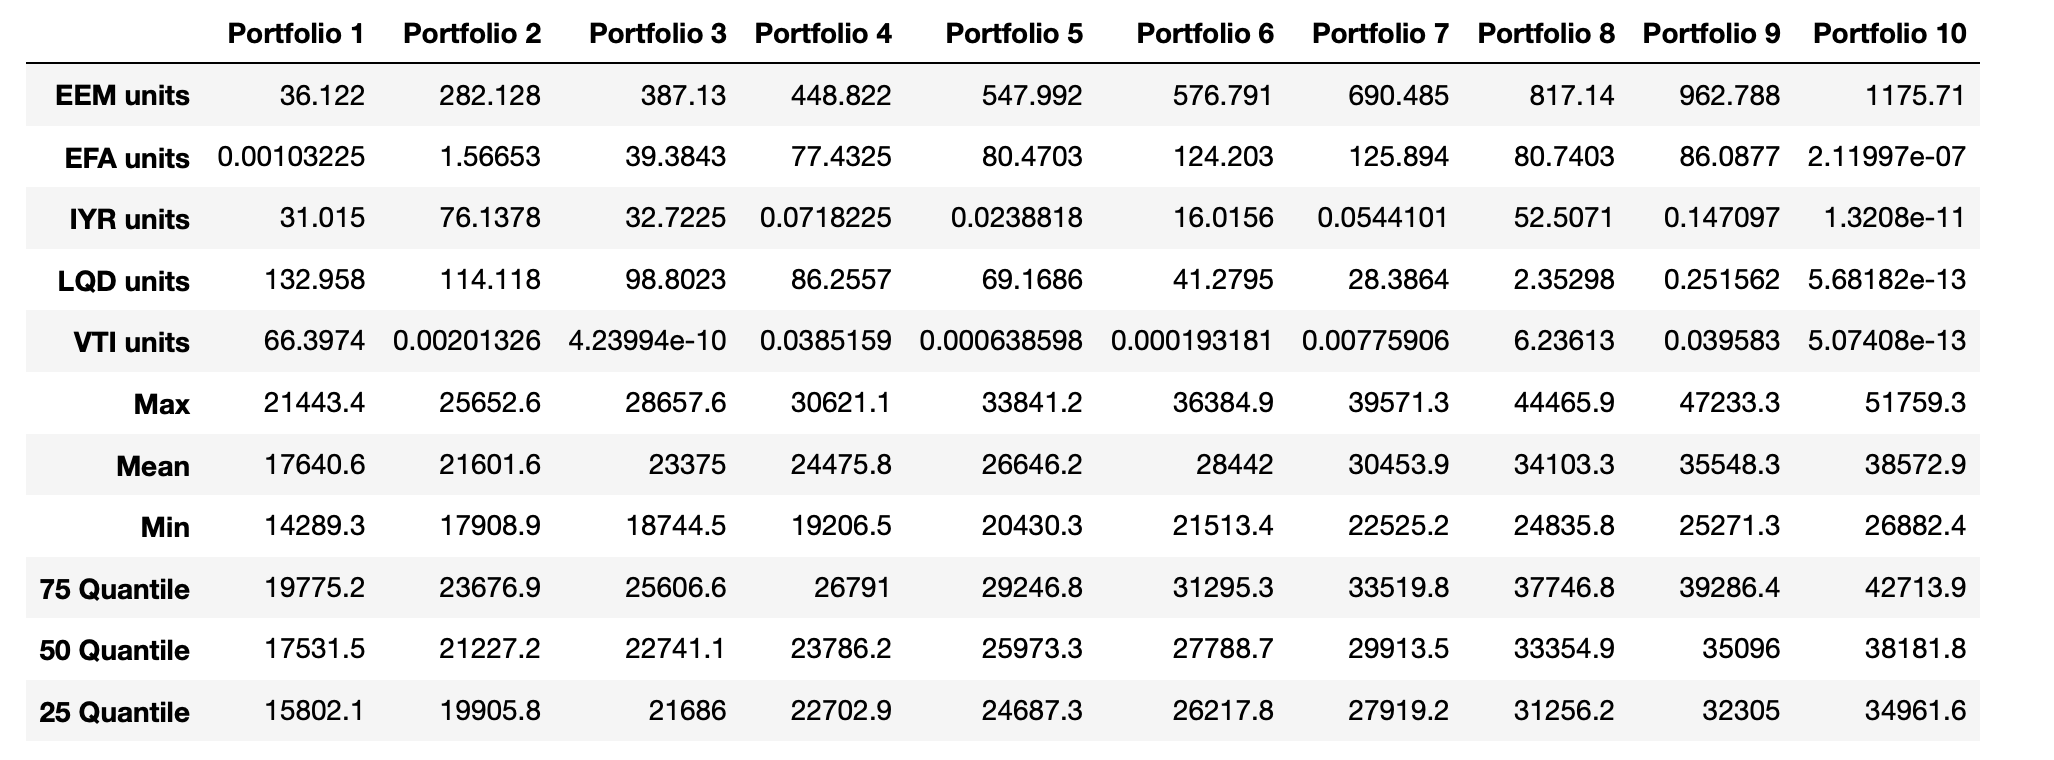 Portfolio 1 Portfolio 2 Portfolio 3 Portfolio 4 Portfolio 5 Portfolio 6 Portfolio 7 Portfolio 8 Portfolio 9 Portfolio 10
EEM units 36.122 282.128 387.13 448.822 547.992 576.791 690.485 817.14 962.788 1175.71
EFA units 0.00103225 1.56653 39.3843 77.4325 80.4703 124.203 125.894 80.7403 86.0877 2.11997e-07
IYR units 31.015 76.1378 32.7225 0.0718225 0.0238818 16.0156 0.0544101 52.5071 0.147097 1.3208e-11
LQD units 132.958 114.118 98.8023 86.2557 69.1686 41.2795 28.3864 2.35298 0.251562 5.68182e-13
VTI units 66.3974 0.00201326 4.23994e-10 0.0385159 0.000638598 0.000193181 0.00775906 6.23613 0.039583 5.07408e-13
Max 21443.4 25652.6 28657.6 30621.1 33841.2 36384.9 39571.3 44465.9 47233.3 51759.3
Mean 17640.6 21601.6 23375 24475.8 26646.2 28442 30453.9 34103.3 35548.3 38572.9
Min 14289.3 17908.9 18744.5 19206.5 20430.3 21513.4 22525.2 24835.8 25271.3 26882.4
75 Quantile 19775.2 23676.9 25606.6 26791 29246.8 31295.3 33519.8 37746.8 39286.4 42713.9
50 Quantile 17531.5 21227.2 22741.1 23786.2 25973.3 27788.7 29913.5 33354.9 35096 38181.8
25 Quantile 15802.1 19905.8 21686 22702.9 24687.3 26217.8 27919.2 31256.2 32305 34961.6